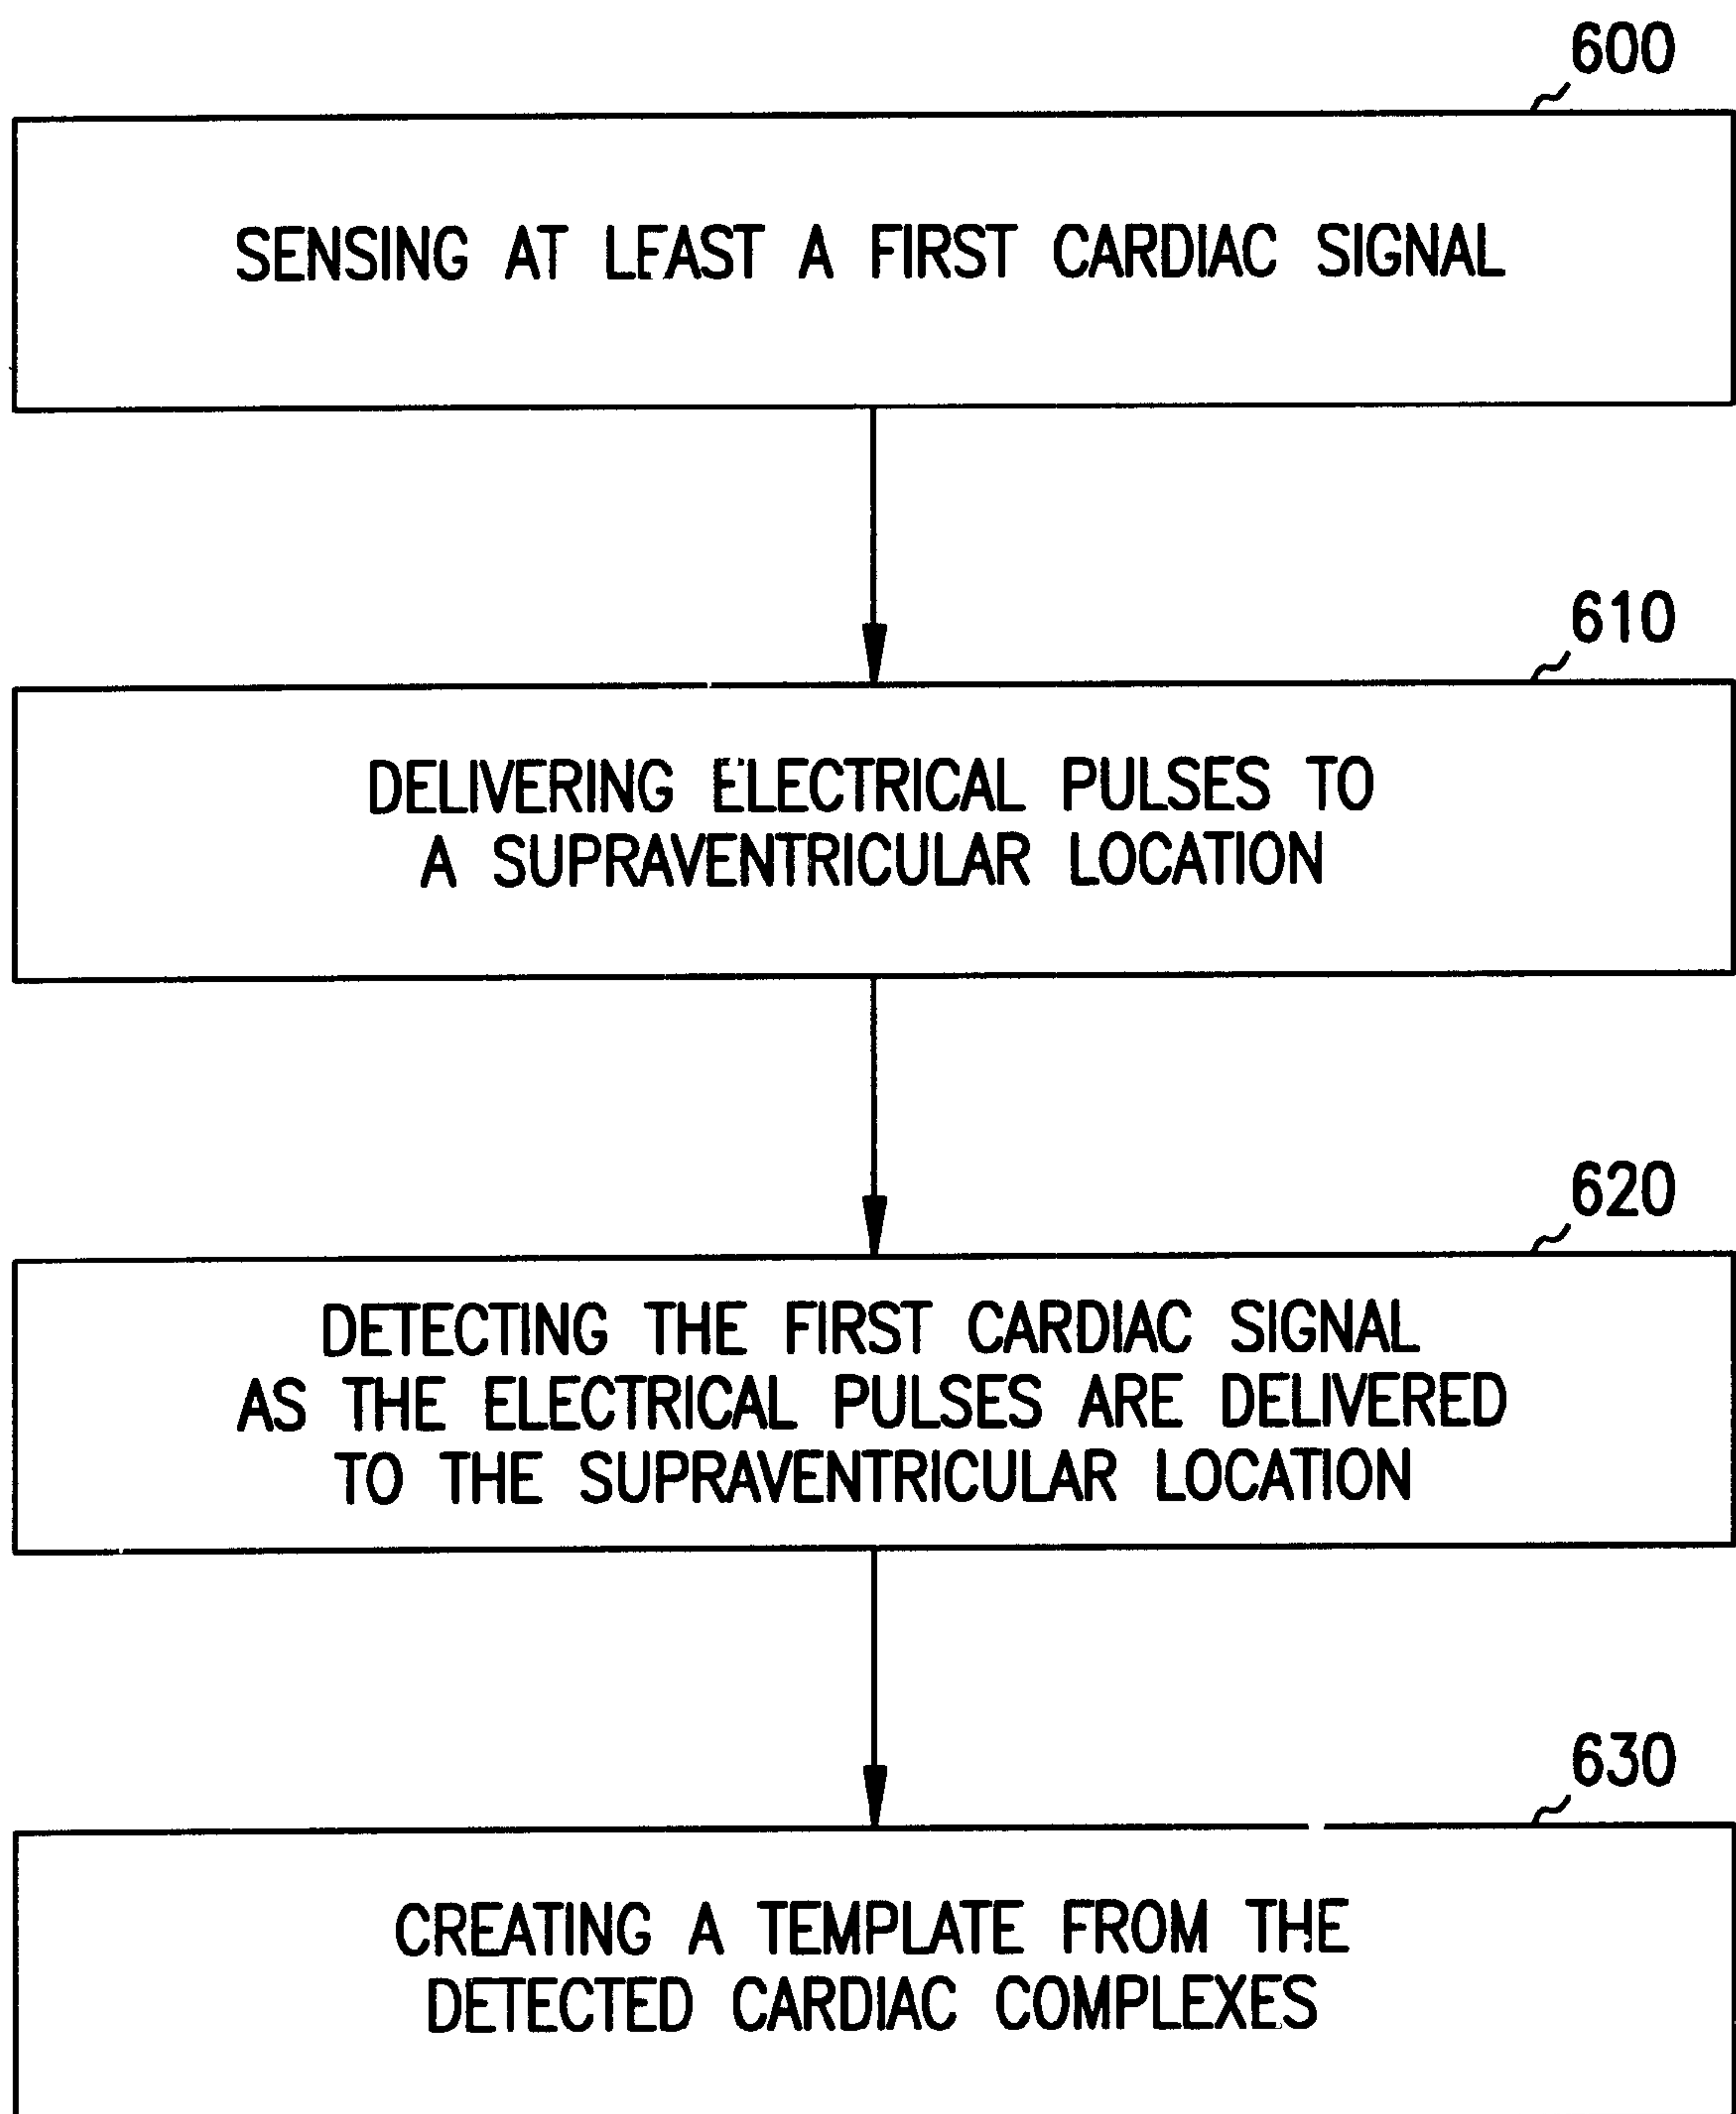 600
SENSING AT LEAST A FIRST CARDIAC SIGNAL
610
DELIVERING ELECTRICAL PULSES TO
A SUPRAVENTRICULAR LOCATION
620
DETECTING THE FIRST CARDIAC SIGNAL
AS THE ELECTRICAL PULSES ARE DELIVERED
TO THE SUPRAVENTRICULAR LOCATION
630
CREATING A TEMPLATE FROM THE
DETECTED CARDIAC COMPLEXES